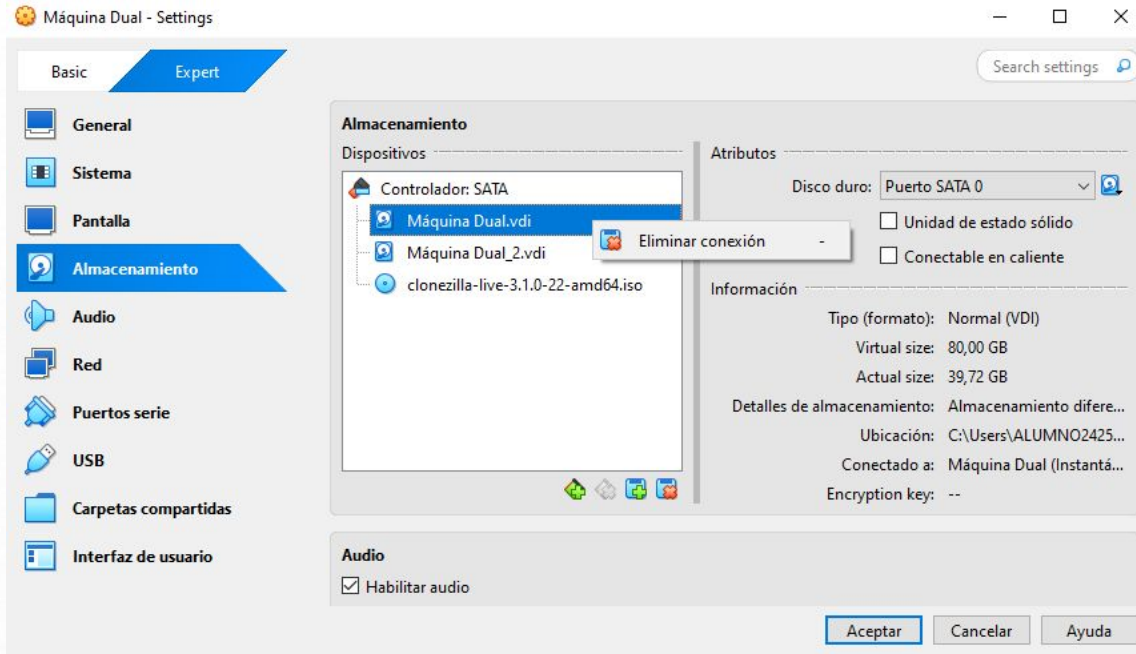 Máquina Dual - Settings
Basic
Expert
Search settings
General
Sistema
Pantalla
Almacenamiento
Audio
Red
Puertos serie
USB
Carpetas compartidas
Interfaz de usuario
Almacenamiento
Dispositivos
Controlador: SATA
Máquina Dual.vdi
Máquina Dual_2.vdi
clonezilla-live-3.1.0-22-amd64.iso
Eliminar conexión -
Atributos
Disco duro: Puerto SATA 0
Unidad de estado sólido
Conectable en caliente
Información
Tipo (formato): Normal (VDI)
Virtual size: 80,00 GB
Actual size: 39,72 GB
Detalles de almacenamiento: Almacenamiento difere...
Ubicación: C:\Users\ALUMNO2425...
Conectado a: Máquina Dual (Instantá...
Encryption key: --
Audio
Habilitar audio
Aceptar
Cancelar
Ayuda